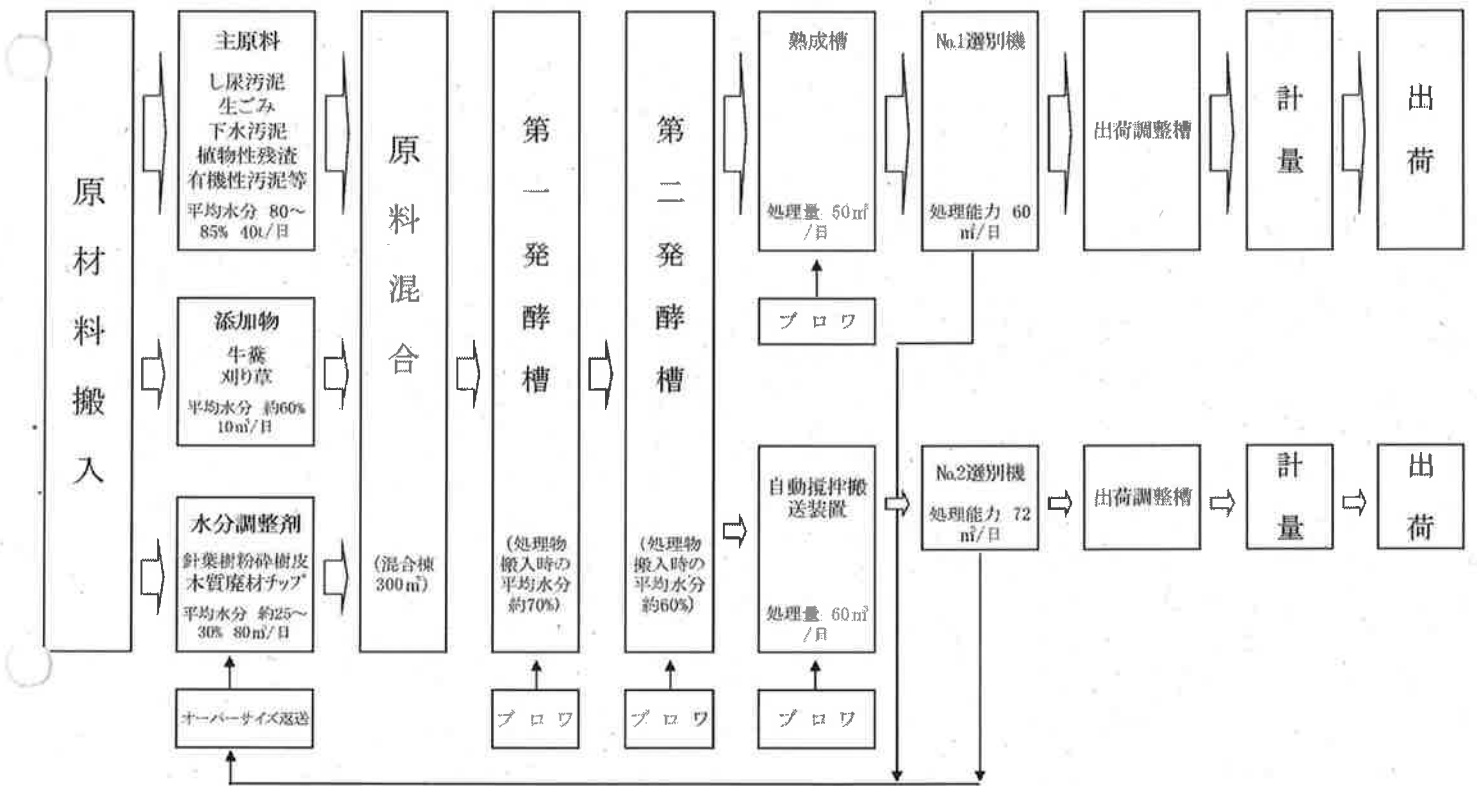 原材料搬入
主原料
し尿汚泥
生ごみ
下水汚泥
植物性残渣
有機性汚泥等
平均水分 80～
85% 40t/日
添加物
牛糞
刈り草
平均水分 約60%
10㎥/日
水分調整剤
針葉樹粉砕樹皮
木質廃材チップ
平均水分 約25～
30% 80㎥/日
オーバーサイズ返送
原料混合
(混合棟
300㎡)
第一発酵槽
(処理物
搬入時の
平均水分
約70%)
ブロワ
第二発酵槽
(処理物
搬入時の
平均水分
約60%)
ブロワ
熟成槽
処理量 50㎥
/日
ブロワ
自動撹拌搬
送装置
処理量 60㎥
/日
ブロワ
No.1選別機
処理能力 60
㎥/日
No.2選別機
処理能力 72
㎥/日
出荷調整槽
出荷調整槽
計量
計量
出荷
出荷